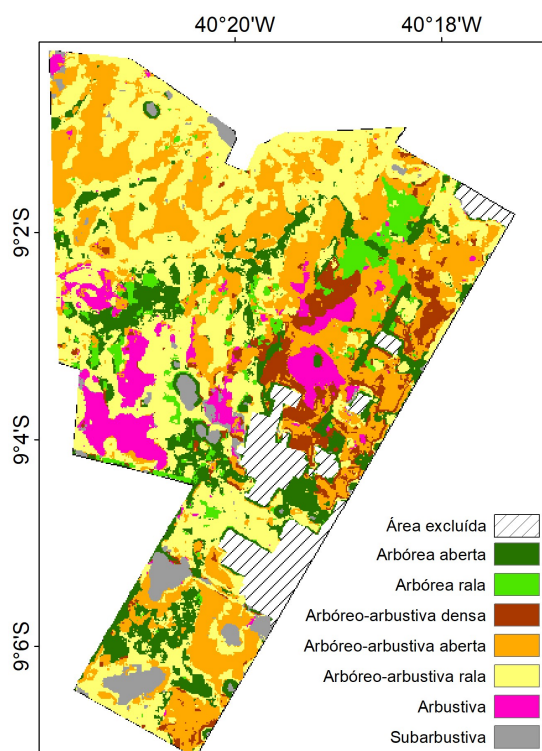 40°20'W
40°18'W
9°2'S
9°4'S
9°6'S
Área excluída
Arbórea aberta
Arbórea rala
Arbóreo-arbustiva densa
Arbóreo-arbustiva aberta
Arbóreo-arbustiva rala
Arbustiva
Subarbustiva